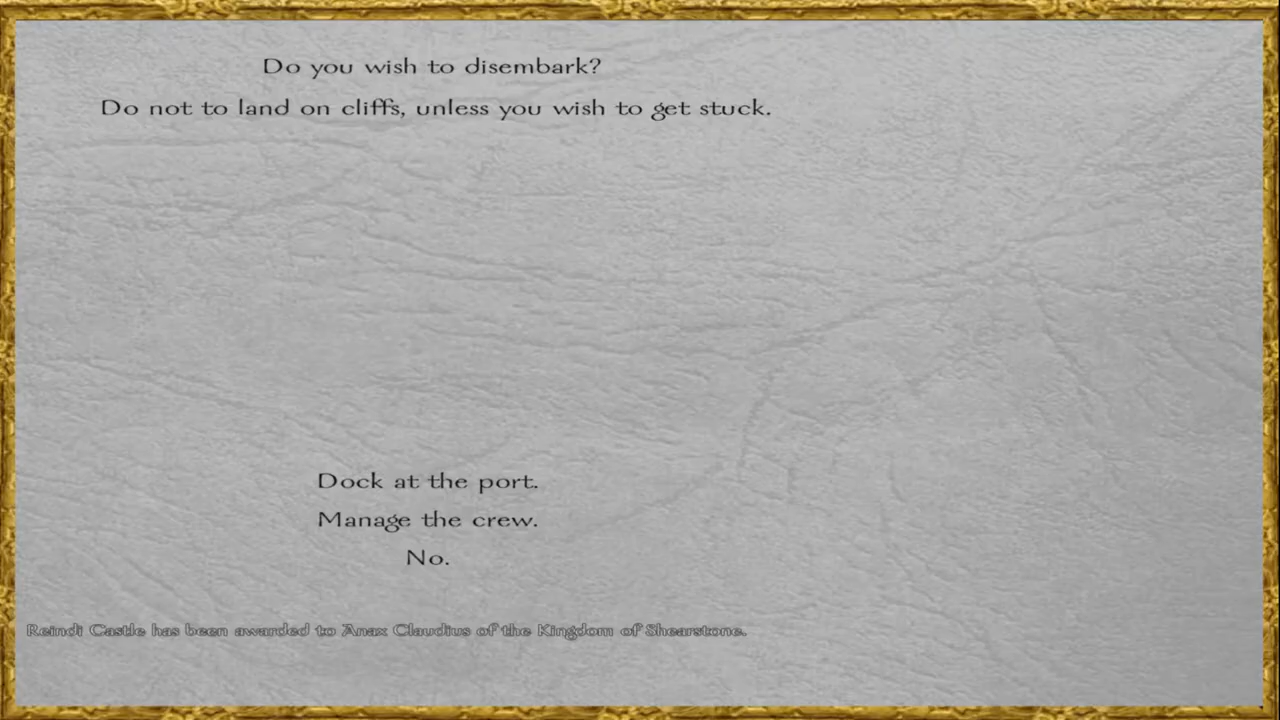 Do you wish to disembark?
Do not to land on cliffs, unless you wish to get stuck.
Dock at the port.
Manage the crew.
No.
Reindi Castle has been awarded to Anax Claudius of the Kingdom of Shearstone.